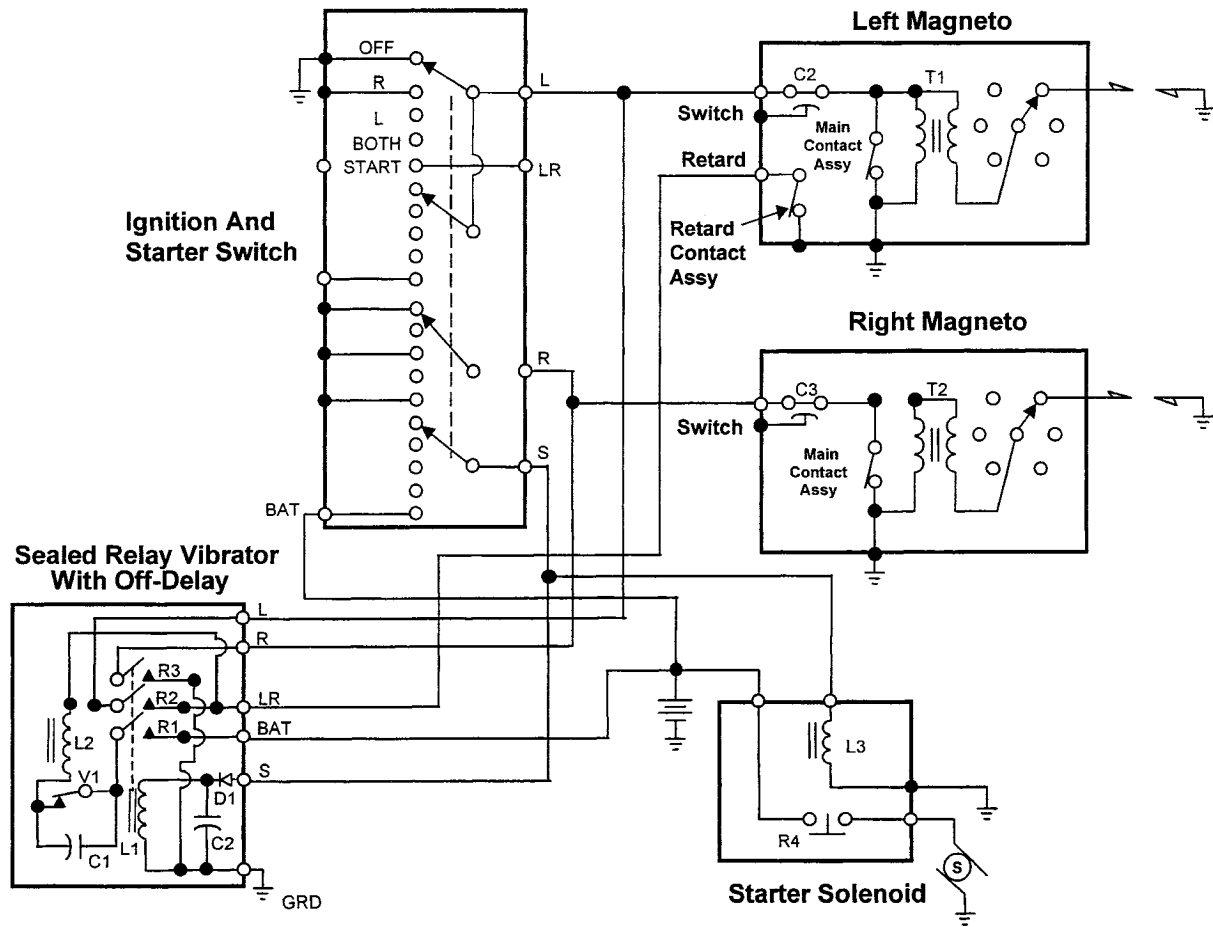 Left Magneto
OFF
R
L
BOTH
START
L
LR
Ignition And
Starter Switch
R
S
BAT
C2
T1
Switch
Main
Contact
Assy
Retard
Retard
Contact
Assy
Right Magneto
C3
T2
Switch
Main
Contact
Assy
Sealed Relay Vibrator
With Off-Delay
L
R
R3
LR
R2
BAT
R1
L2
S
V1
D1
C1
L1
C2
GRD
L3
R4
S
Starter Solenoid